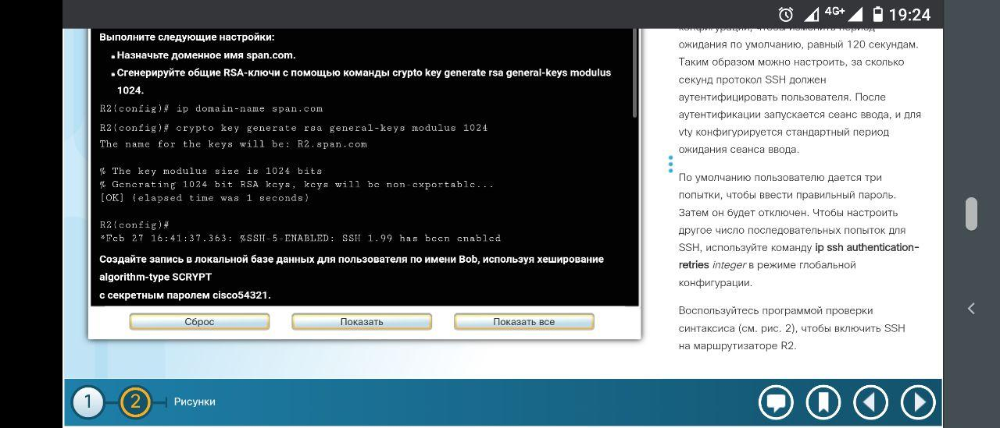 4G+ 19:24
Выполните следующие настройки:
Назначьте доменное имя span.com.
Сгенерируйте общие RSA-ключи с помощью команды crypto key generate rsa general-keys modulus
1024.
R2(config)# ip domain-name span.com
R2(config)# crypto key generate rsa general-keys modulus 1024
The name for the keys will be: R2.span.com
% The key modulus size is 1024 bits
% Generating 1024 bit RSA keys, keys will be non-exportable...
[OK] (elapsed time was 1 seconds)
R2(config)#
*Feb 27 16:41:37.363: %SSH-5-ENABLED: SSH 1.99 has been enabled
Создайте запись в локальной базе данных для пользователя по имени Bob, используя хеширование
algorithm-type SCRYPT
с секретным паролем cisco54321.
Сброс
Показать
Показать все
конфигурации, чтобы изменить период
ожидания по умолчанию, равный 120 секундам.
Таким образом можно настроить, за сколько
секунд протокол SSH должен
аутентифицировать пользователя. После
аутентификации запускается сеанс ввода, и для
vty конфигурируется стандартный период
ожидания сеанса ввода.
По умолчанию пользователю дается три
попытки, чтобы ввести правильный пароль.
Затем он будет отключен. Чтобы настроить
другое число последовательных попыток для
SSH, используйте команду ip ssh authentication-
retries integer в режиме глобальной
конфигурации.
Воспользуйтесь программой проверки
синтаксиса (см. рис. 2), чтобы включить SSH
на маршрутизаторе R2.
1
2
Рисунки